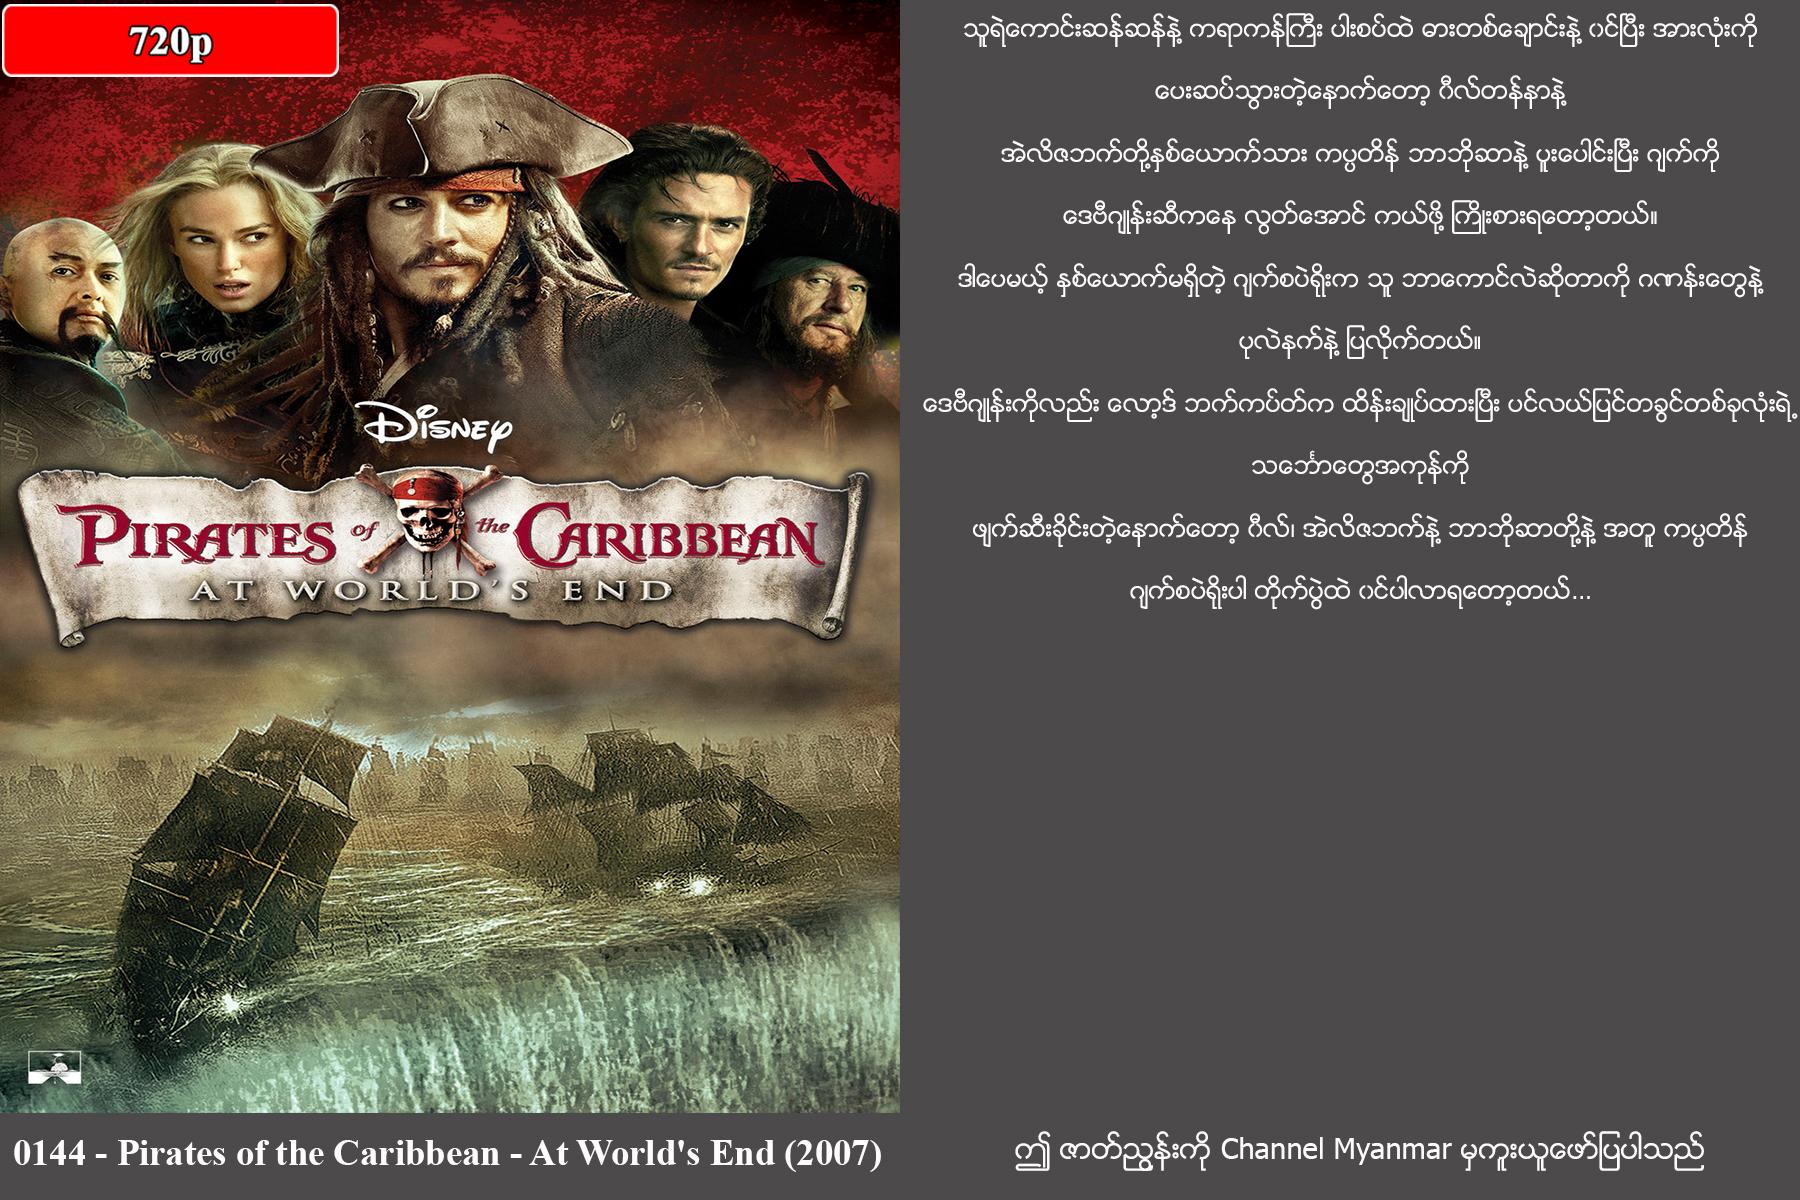 720p
DISNEY
PIRATES of the CARIBBEAN
AT WORLD'S END
0144 - Pirates of the Caribbean - At World's End (2007)
သူရဲကောင်းဆန်ဆန်နဲ့ ကရာကန်ကြီး ပါးစပ်ထဲ ဓားတစ်ချောင်းနဲ့ ၀င်ပြီး အားလုံးကို
ပေးဆပ်သွားတဲ့နောက်တော့ ဂီလ်တန်နာနဲ့
အဲလိဇဘက်တို့နှစ်ယောက်သား ကပ္ပတိန် ဘာဘိုဆာနဲ့ ပူးပေါင်းပြီး ဂျက်ကို
ဒေဗီဂျုန်းဆီကနေ လွတ်အောင် ကယ်ဖို့ ကြိုးစားရတော့တယ်။
ဒါပေမယ့် နှစ်ယောက်မရှိတဲ့ ဂျက်စပဲရိုးက သူ ဘာကောင်လဲဆိုတာကို ဂဏန်းတွေနဲ့
ပုလဲနက်နဲ့ ပြလိုက်တယ်။
ဒေဗီဂျုန်းကိုလည်း လော့ဒ် ဘက်ကပ်တ်က ထိန်းချုပ်ထားပြီး ပင်လယ်ပြင်တခွင်တစ်ခုလုံးရဲ့
သင်္ဘောတွေအကုန်ကို
ဖျက်ဆီးခိုင်းတဲ့နောက်တော့ ဂီလ်၊ အဲလိဇဘက်နဲ့ ဘာဘိုဆာတို့နဲ့ အတူ ကပ္ပတိန်
ဂျက်စပဲရိုးပါ တိုက်ပွဲထဲ ၀င်ပါလာရတော့တယ်...
ဤ ဇာတ်ညွှန်းကို Channel Myanmar မှကူးယူဖော်ပြပါသည်